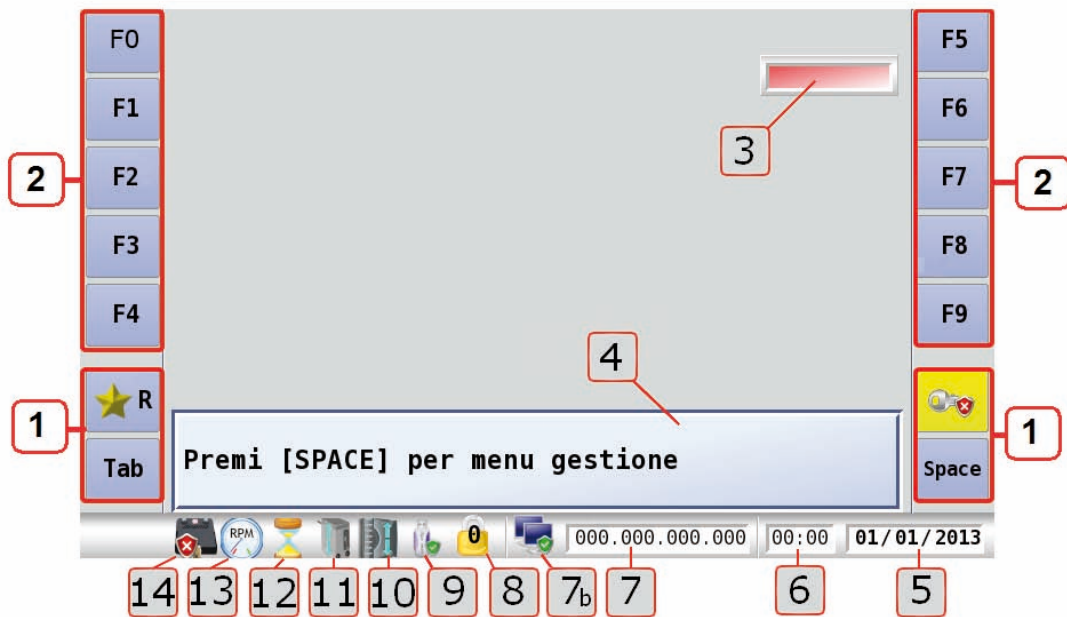 F0
F5
F1
F6
3
2
F2
F7
2
F3
F8
F4
F9
4
R
1
1
Tab
Premi [SPACE] per menu gestione
Space
RPM
0
000.000.000.000
00:00
01/01/2013
14
13
12
11
10
9
8
7b
7
6
5